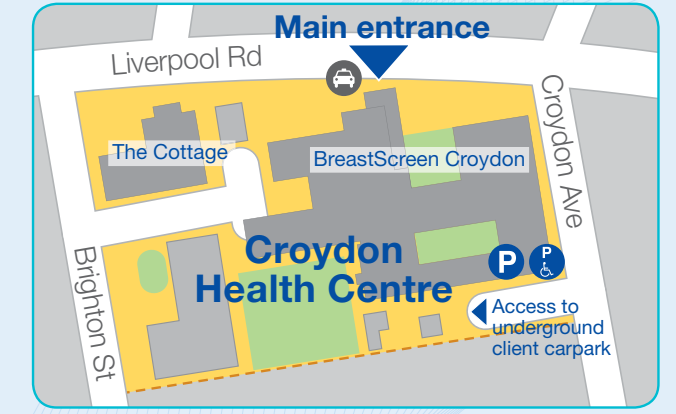 Main entrance
Liverpool Rd
Croydon Ave
The Cottage
BreastScreen Croydon
Croydon
Health Centre
Brighton St
P
P
Access to
underground
client carpark